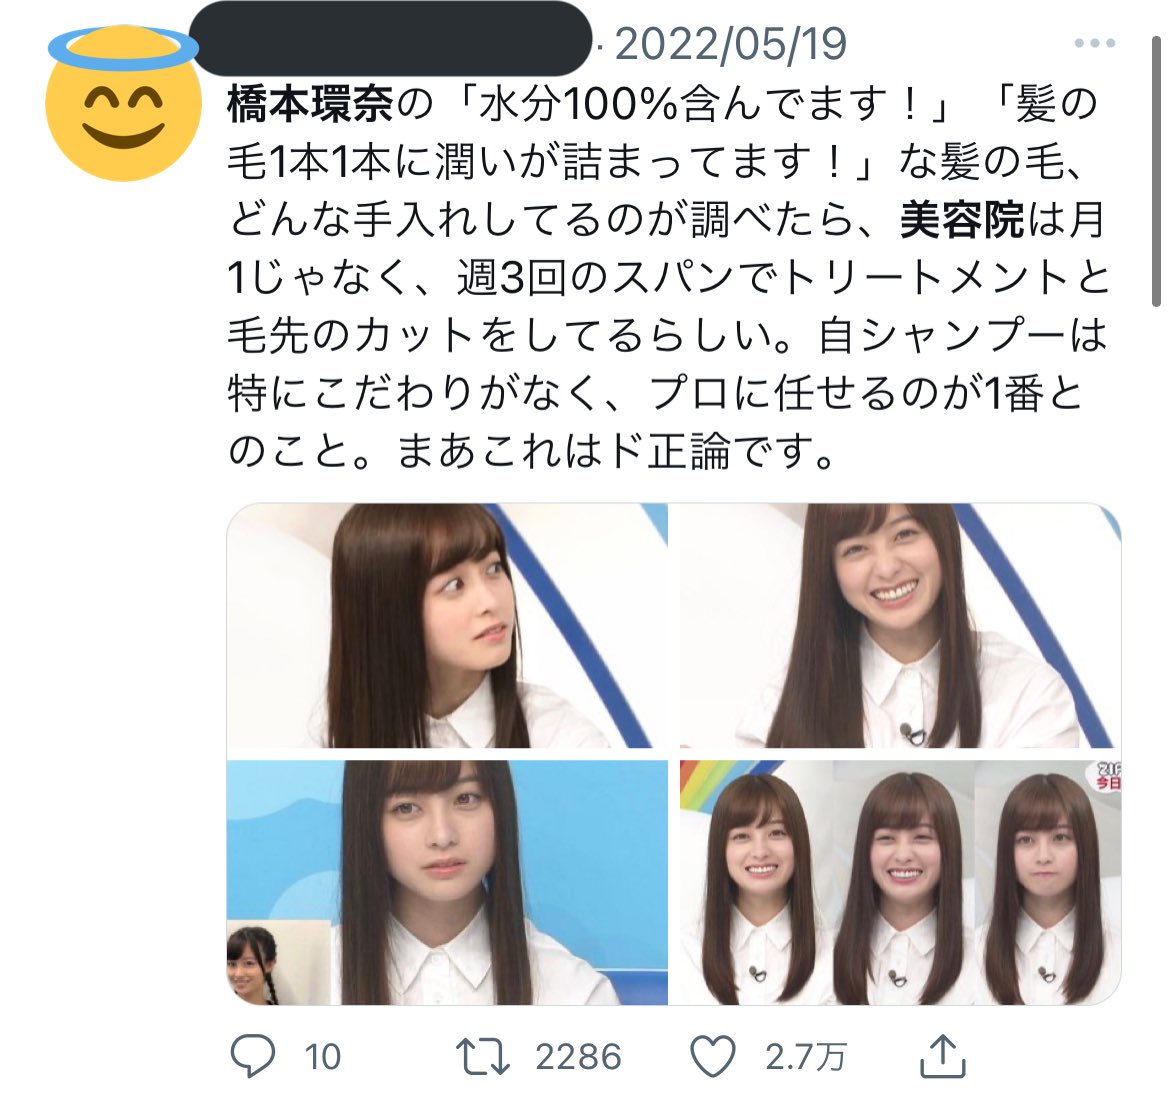 · 2022/05/19
橋本環奈の「水分100%含んでます！」「髪の
毛1本1本に潤いが詰まってます！」な髪の毛、
どんな手入れしてるのが調べたら、美容院は月
1じゃなく、週3回のスパンでトリートメントと
毛先のカットをしてるらしい。自シャンプーは
特にこだわりがなく、プロに任せるのが1番と
のこと。まあこれはド正論です。
ZIP
今日
10 2286 2.7万